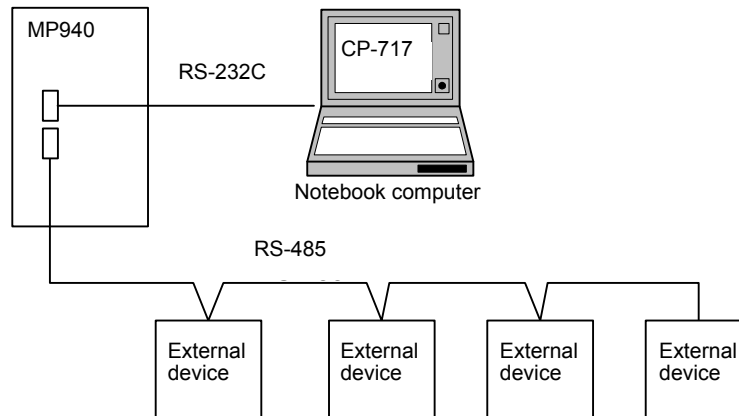 MP940
CP-717
RS-232C
Notebook computer
RS-485
External
device
External
device
External
device
External
device